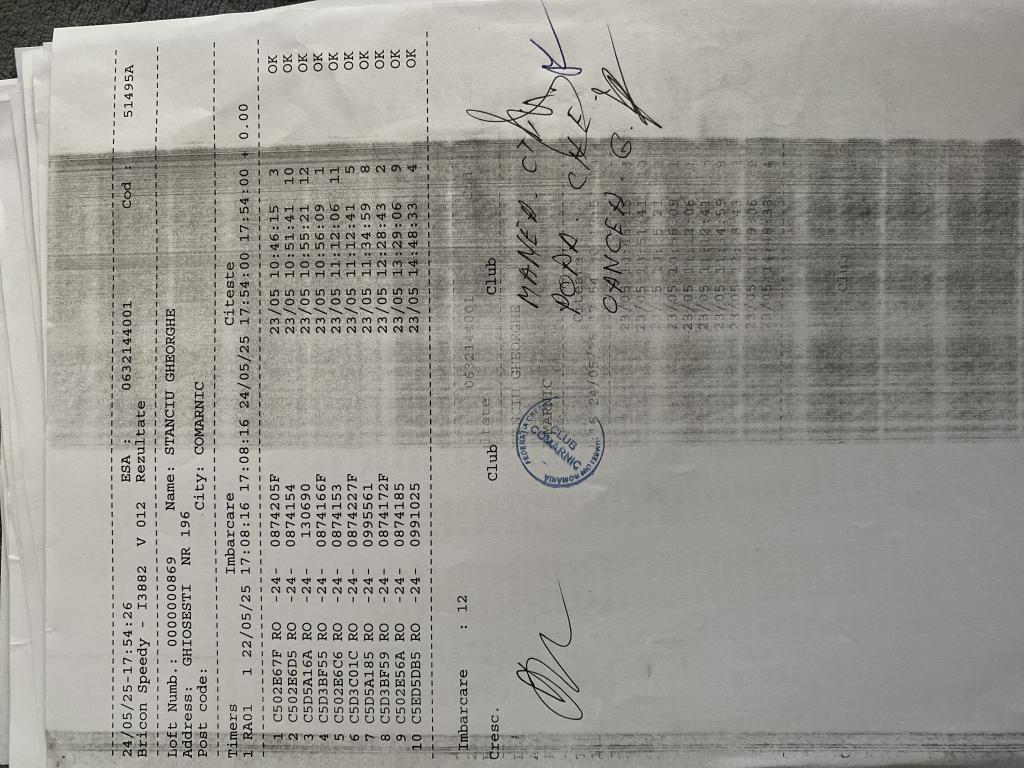 24/05/25-17:54:26 ESA : 0632144001 Cod : 51495A
Bricon Speedy - I3882 V 012 Rezultate
Loft Numb.: 0000000869 Name: STANCIU GHEORGHE
Address: GHIOSESTI NR 196
Post code: City: COMARNIC
Timers Imbarcare Citeste
1 RA01 1 22/05/25 17:08:16 17:08:16 24/05/25 17:54:00 17:54:00 + 0.00
1 C502E67F RO -24- 0874205F 23/05 10:46:15 3 OK
2 C502E6D5 RO -24- 0874154 23/05 10:51:41 10 OK
3 C5D5A16A RO -24- 130690 23/05 10:55:21 12 OK
4 C5D3BF55 RO -24- 0874166F 23/05 10:56:09 1 OK
5 C502E6C6 RO -24- 0874153 23/05 11:12:06 11 OK
6 C5D3C01C RO -24- 0874227F 23/05 11:12:41 5 OK
7 C5D5A185 RO -24- 0995561 23/05 11:34:59 8 OK
8 C5D3BF59 RO -24- 0874172F 23/05 12:28:43 2 OK
9 C502E56A RO -24- 0874185 23/05 13:29:06 9 OK
10 C5ED5DB5 RO -24- 0991025 23/05 14:48:33 4 OK
Imbarcare : 12
Cresc. Club Club
MANEA
POPA
OANCEA. G.
CLUB
COMARNIC